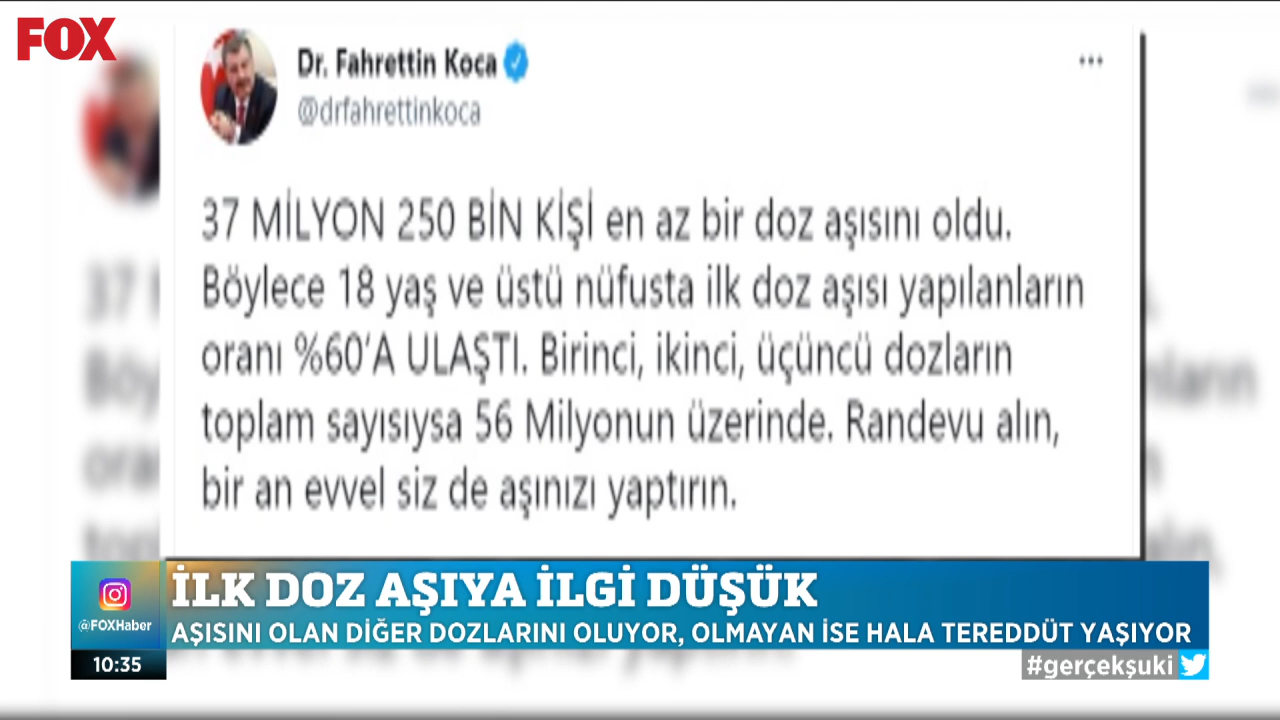 FOX
Dr. Fahrettin Koca
@drfahrettinkoca
37 MİLYON 250 BİN KİŞİ en az bir doz aşısını oldu.
Böylece 18 yaş ve üstü nüfusta ilk doz aşısı yapılanların
oranı %60'A ULAŞTI. Birinci, ikinci, üçüncü dozların
toplam sayısıysa 56 Milyonun üzerinde. Randevu alın,
bir an evvel siz de aşınızı yaptırın.
İLK DOZ AŞIYA İLGİ DÜŞÜK
@FOXHaber
AŞISINI OLAN DİĞER DOZLARINI OLUYOR, OLMAYAN İSE HALA TEREDDÜT YAŞIYOR
10:35
#gerçekşuki